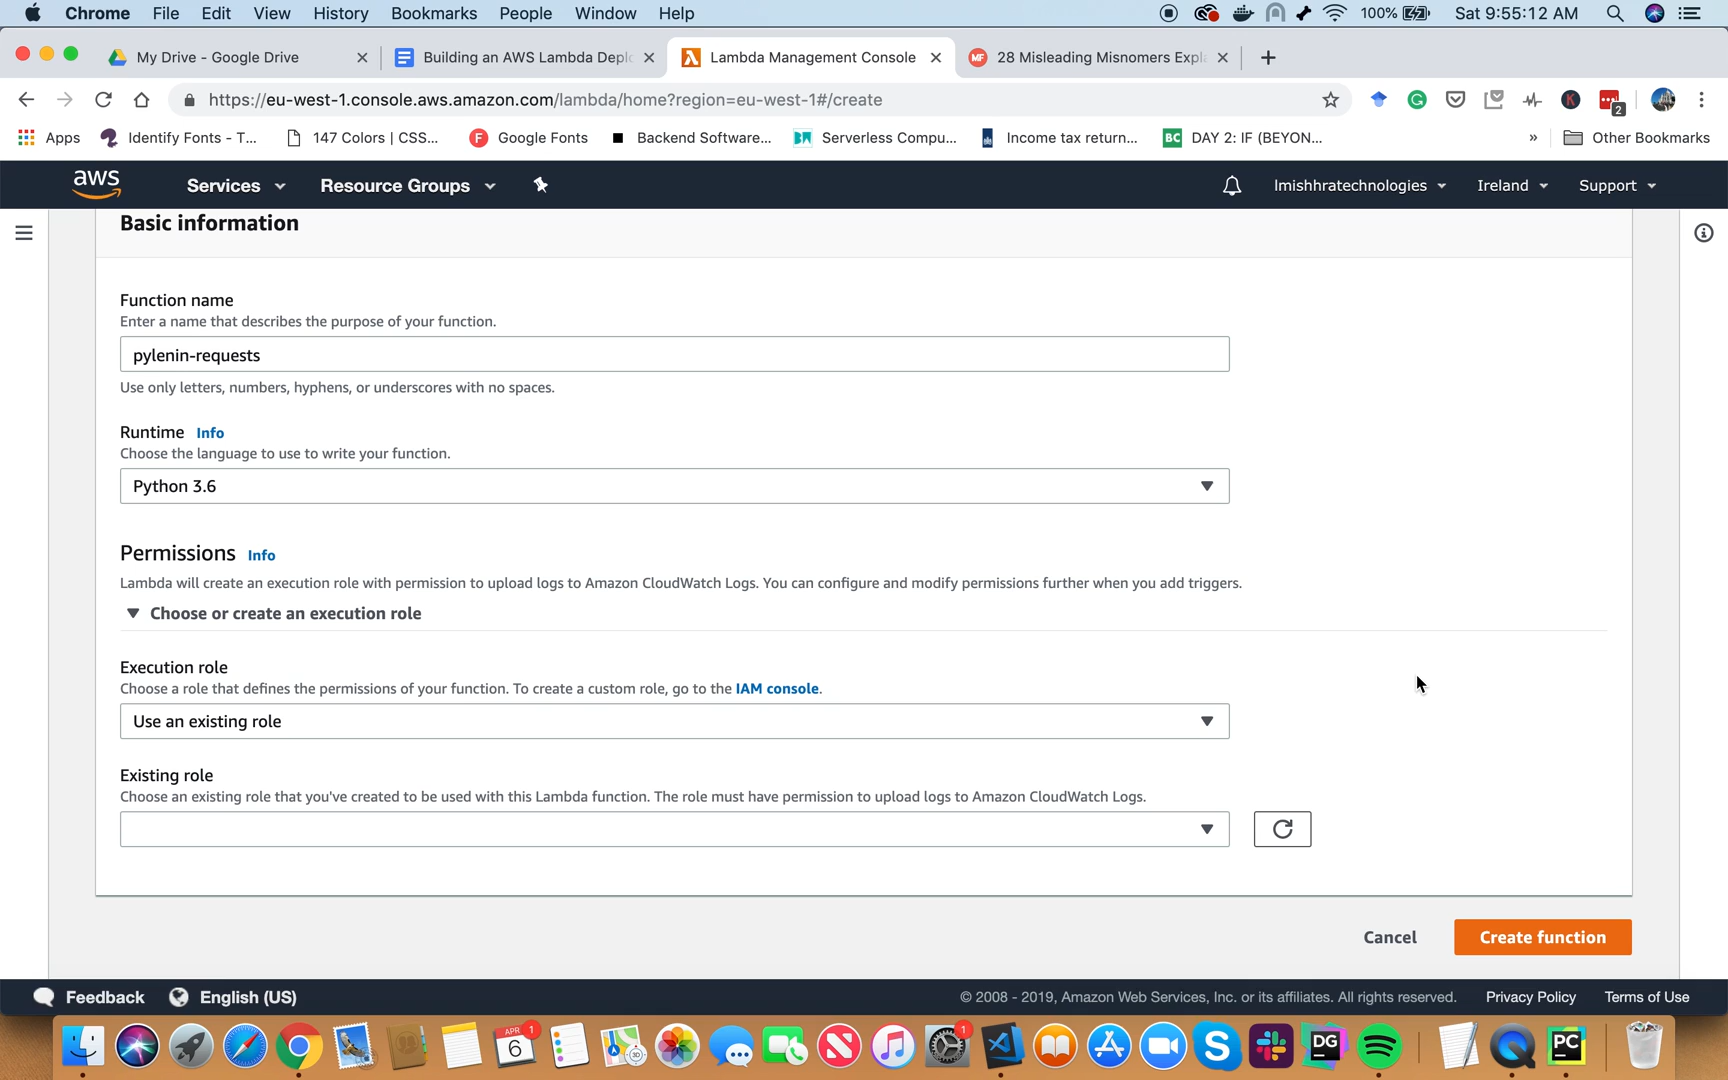 Chrome File Edit View History Bookmarks People Window Help 100% Sat 9:55:12 AM
My Drive - Google Drive Building an AWS Lambda Depl Lambda Management Console MF 28 Misleading Misnomers Expl
https://eu-west-1.console.aws.amazon.com/lambda/home?region=eu-west-1#/create K 2
Apps Identify Fonts - T... 147 Colors | CSS... F Google Fonts Backend Software... Serverless Compu... Income tax return... BC DAY 2: IF (BEYON... » Other Bookmarks
aws Services Resource Groups Imishhratechnologies Ireland Support
Basic information
Function name
Enter a name that describes the purpose of your function.
pylenin-requests
Use only letters, numbers, hyphens, or underscores with no spaces.
Runtime Info
Choose the language to use to write your function.
Python 3.6
Permissions Info
Lambda will create an execution role with permission to upload logs to Amazon CloudWatch Logs. You can configure and modify permissions further when you add triggers.
Choose or create an execution role
Execution role
Choose a role that defines the permissions of your function. To create a custom role, go to the IAM console.
Use an existing role
Existing role
Choose an existing role that you've created to be used with this Lambda function. The role must have permission to upload logs to Amazon CloudWatch Logs.
Cancel Create function
Feedback English (US) © 2008 - 2019, Amazon Web Services, Inc. or its affiliates. All rights reserved. Privacy Policy Terms of Use
APR 6 1 3D 1 S DG PC